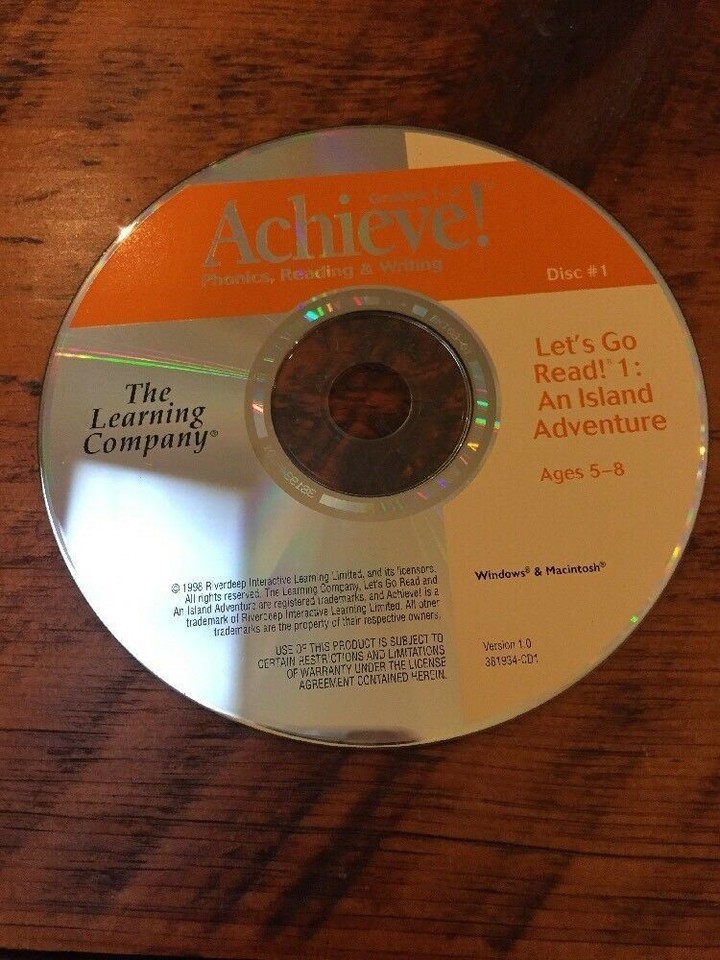 Achieve!
Phonics, Reading & Writing
Disc #1
Let's Go
Read!® 1:
An Island
Adventure
Ages 5–8
The
Learning
Company®
© 1998 Riverdeep Interactive Learning Limited, and its licensors.
All rights reserved. The Learning Company, Let's Go Read and
An Island Adventure are registered trademarks, and Achieve! is a
trademark of Riverdeep Interactive Learning Limited. All other
trademarks are the property of their respective owners.
USE OF THIS PRODUCT IS SUBJECT TO
CERTAIN RESTRICTIONS AND LIMITATIONS
OF WARRANTY UNDER THE LICENSE
AGREEMENT CONTAINED HEREIN.
Windows® & Macintosh®
Version 1.0
381934-CD1